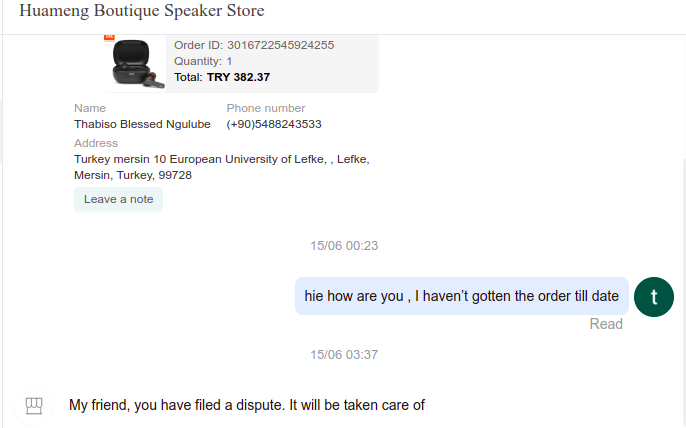 Huameng Boutique Speaker Store
Order ID: 3016722545924255
Quantity: 1
Total: TRY 382.37
Name Phone number
Thabiso Blessed Ngulube (+90)5488243533
Address
Turkey mersin 10 European University of Lefke, , Lefke,
Mersin, Turkey, 99728
Leave a note
15/06 00:23
hie how are you , I haven't gotten the order till date
t
Read
15/06 03:37
My friend, you have filed a dispute. It will be taken care of